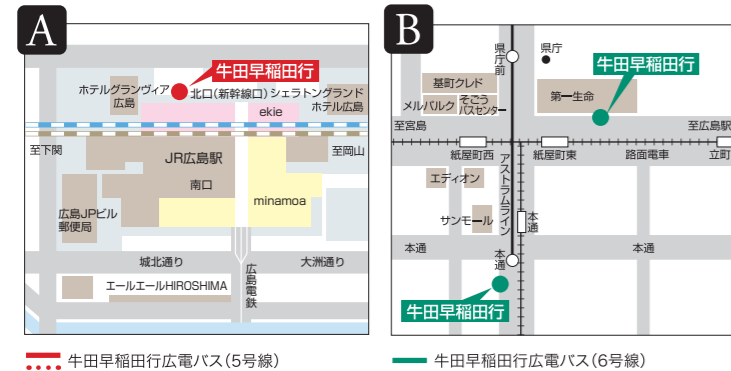 A
牛田早稲田行
ホテルグランヴィア
広島
北口(新幹線口)
シェラトングランド
ホテル広島
ekie
至下関
至岡山
JR広島駅
南口
minamoa
広島JPビル
郵便局
城北通り
大洲通り
広島電鉄
エールエールHIROSHIMA
牛田早稲田行広電バス(5号線)
B
県庁前
県庁
牛田早稲田行
基町クレド
メルパルク
そごう
バスセンター
第一生命
至宮島
至広島駅
紙屋町西
紙屋町東
路面電車
立町
アストラムライン
エディオン
サンモール
本通
本通
本通
本通
牛田早稲田行
牛田早稲田行広電バス(6号線)